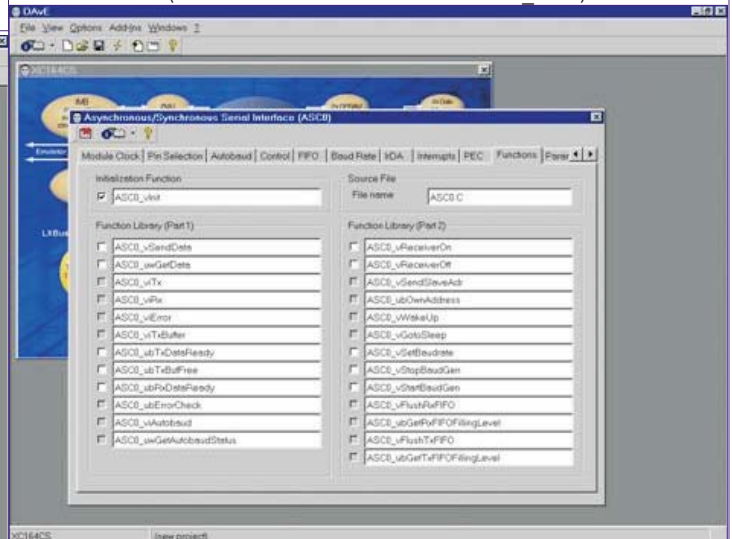 DAvE
File View Options Add-Ins Windows ?
XC164CS
Asynchronous/Synchronous Serial Interface (ASC0)
Module Clock Pin Selection Autobaud Control FIFO Baud Rate IrDA Interrupts PEC Functions Param
Initialization Function
ASC0_vInit
Source File
File name ASC0.C
Function Library (Part 1)
ASC0_vSendData
ASC0_uwGetData
ASC0_viTx
ASC0_viRx
ASC0_viError
ASC0_viTxBuffer
ASC0_ubTxDataReady
ASC0_ubTxBufFree
ASC0_ubRxDataReady
ASC0_ubErrorCheck
ASC0_viAutobaud
ASC0_uwGetAutobaudStatus
Function Library (Part 2)
ASC0_vReceiverOn
ASC0_vReceiverOff
ASC0_vSendSlaveAdr
ASC0_ubOwnAddress
ASC0_vWakeUp
ASC0_vGotoSleep
ASC0_vSetBaudrate
ASC0_vStopBaudGen
ASC0_vStartBaudGen
ASC0_vFlushRxFIFO
ASC0_ubGetRxFIFOFillingLevel
ASC0_vFlushTxFIFO
ASC0_ubGetTxFIFOFillingLevel
XC164CS (new project)